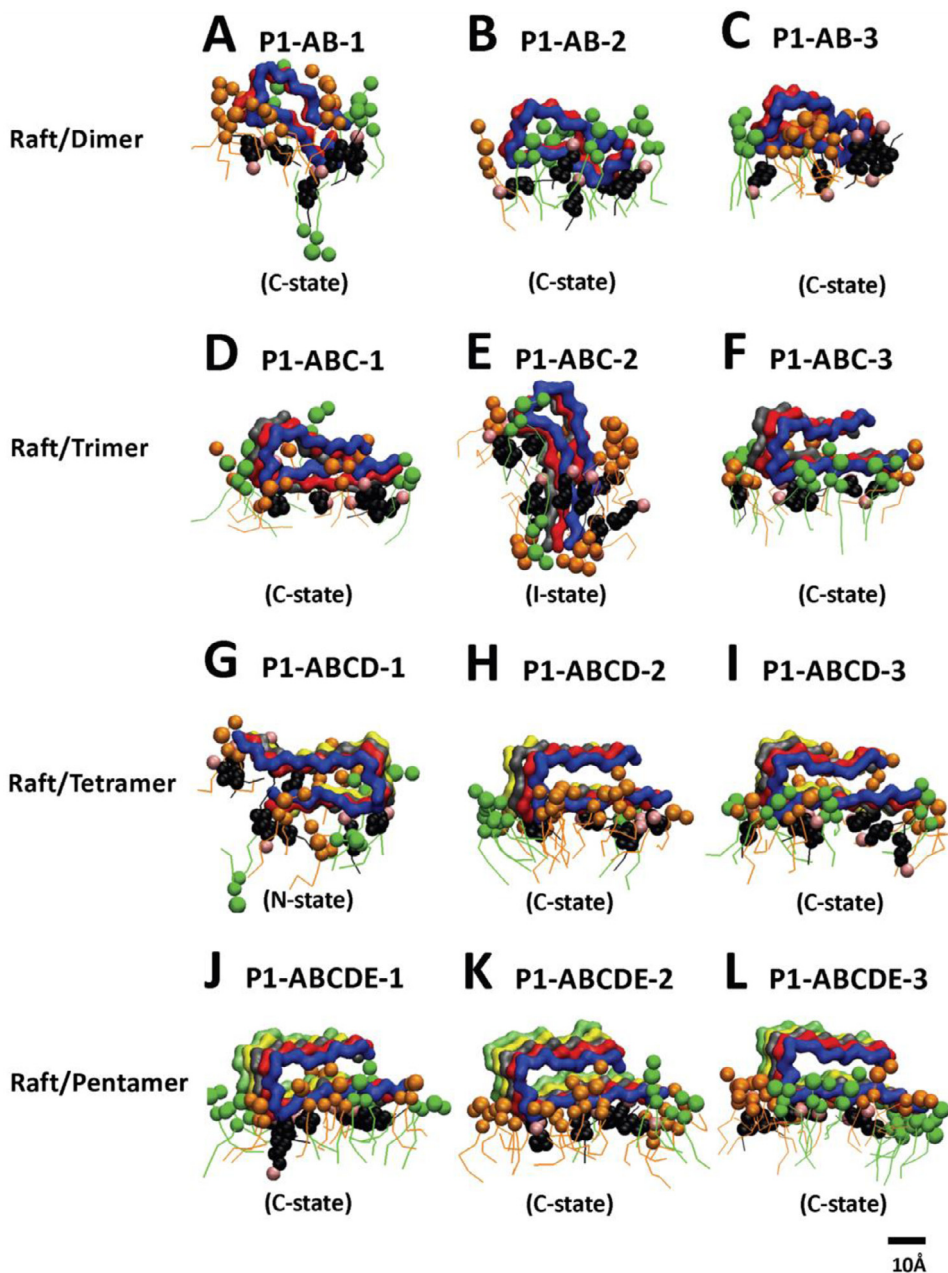 A P1-AB-1 B P1-AB-2 C P1-AB-3
Raft/Dimer
(C-state) (C-state) (C-state)
D P1-ABC-1 E P1-ABC-2 F P1-ABC-3
Raft/Trimer
(C-state) (I-state) (C-state)
G P1-ABCD-1 H P1-ABCD-2 I P1-ABCD-3
Raft/Tetramer
(N-state) (C-state) (C-state)
J P1-ABCDE-1 K P1-ABCDE-2 L P1-ABCDE-3
Raft/Pentamer
(C-state) (C-state) (C-state)
10Å